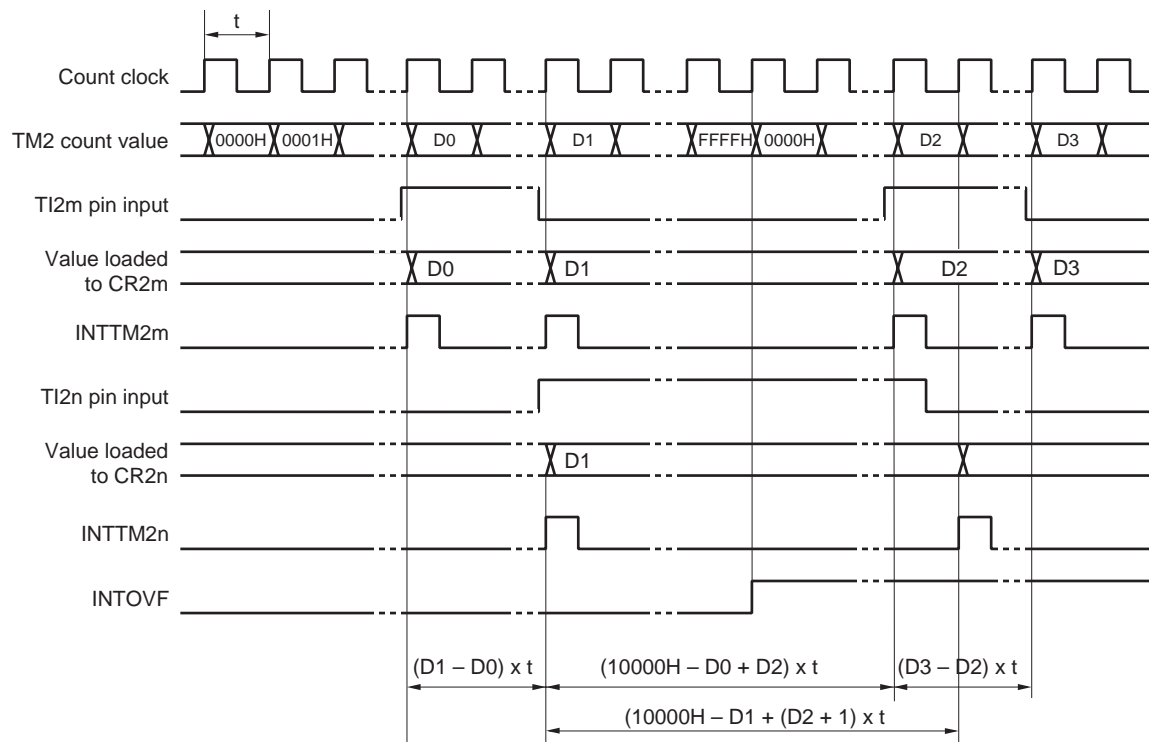 t
Count clock
TM2 count value
0000H
0001H
D0
D1
FFFFH
0000H
D2
D3
TI2m pin input
Value loaded
to CR2m
D0
D1
D2
D3
INTTM2m
TI2n pin input
Value loaded
to CR2n
D1
INTTM2n
INTOVF
(D1 – D0) x t
(10000H – D0 + D2) x t
(D3 – D2) x t
(10000H – D1 + (D2 + 1) x t